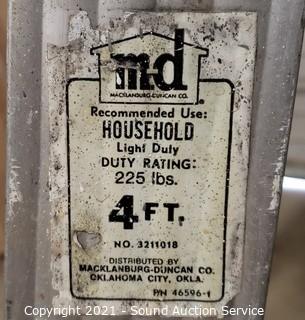 m-d
MACKLANBURG-DUNCAN CO.
Recommended Use:
HOUSEHOLD
Light Duty
DUTY RATING:
225 lbs.
4 FT.
NO. 3211018
DISTRIBUTED BY
MACKLANBURG-DUNCAN CO.
OKLAHOMA CITY, OKLA.
P/N 46596-1
Copyright 2021 - Sound Auction Service